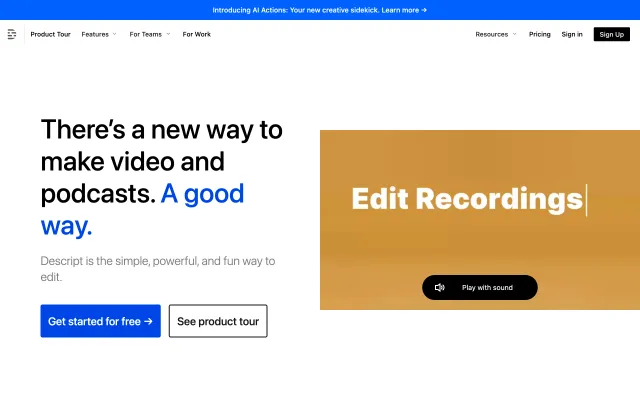 Introducing AI Actions: Your new creative sidekick. Learn more →
Product Tour Features For Teams For Work Resources Pricing Sign in Sign Up
There's a new way to
make video and
podcasts. A good
way.
Descript is the simple, powerful, and fun way to
edit.
Get started for free → See product tour
Edit Recordings
Play with sound